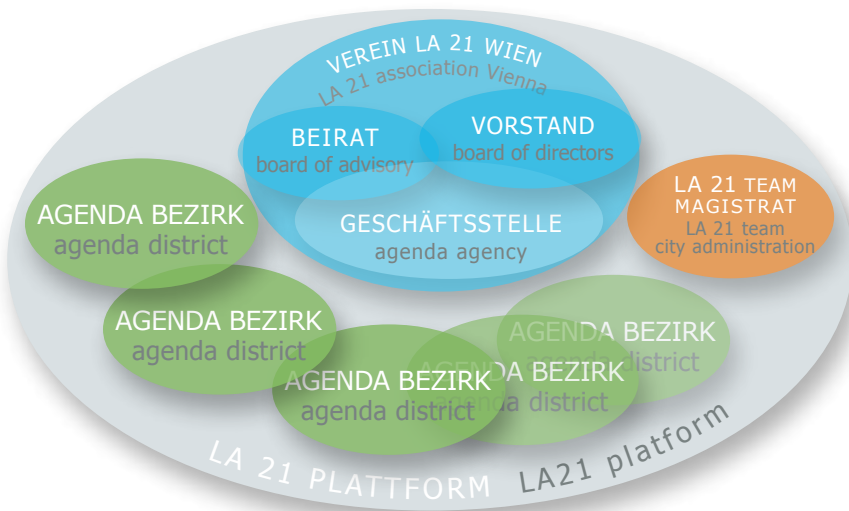 VEREIN LA 21 WIEN
LA 21 association Vienna
BEIRAT
board of advisory
VORSTAND
board of directors
GESCHÄFTSSTELLE
agenda agency
LA 21 TEAM
MAGISTRAT
LA 21 team
city administration
AGENDA BEZIRK
agenda district
AGENDA BEZIRK
agenda district
AGENDA BEZIRK
agenda district
AGENDA BEZIRK
agenda district
AGENDA BEZIRK
agenda district
LA 21 PLATTFORM
LA21 platform